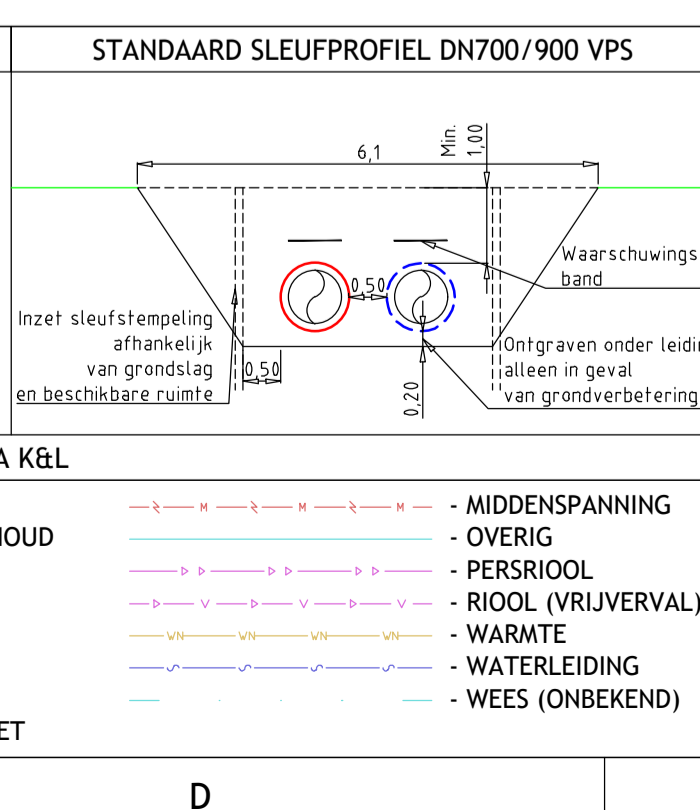 STANDAARD SLEUFPROFIEL DN700/900 VPS
6,1
Min.
1,00
Waarschuwings
band
0,50
Inzet sleufstempeling
afhankelijk
van grondslag
en beschikbare ruimte
0,50
0,20
Ontgraven onder leidin
alleen in geval
van grondverbetering
A K&L
M M M - MIDDENSPANNING
HOUD
- OVERIG
- PERSRIOOL
V V V - RIOOL (VRIJVERVAL)
WN WN WN WN - WARMTE
- WATERLEIDING
- WEES (ONBEKEND)
ET
D